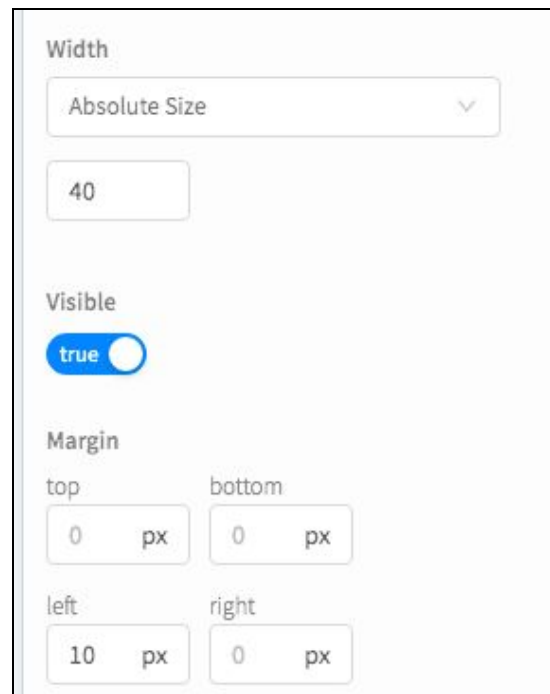 Width
Absolute Size
40
Visible
true
Margin
top bottom
0 px 0 px
left right
10 px 0 px